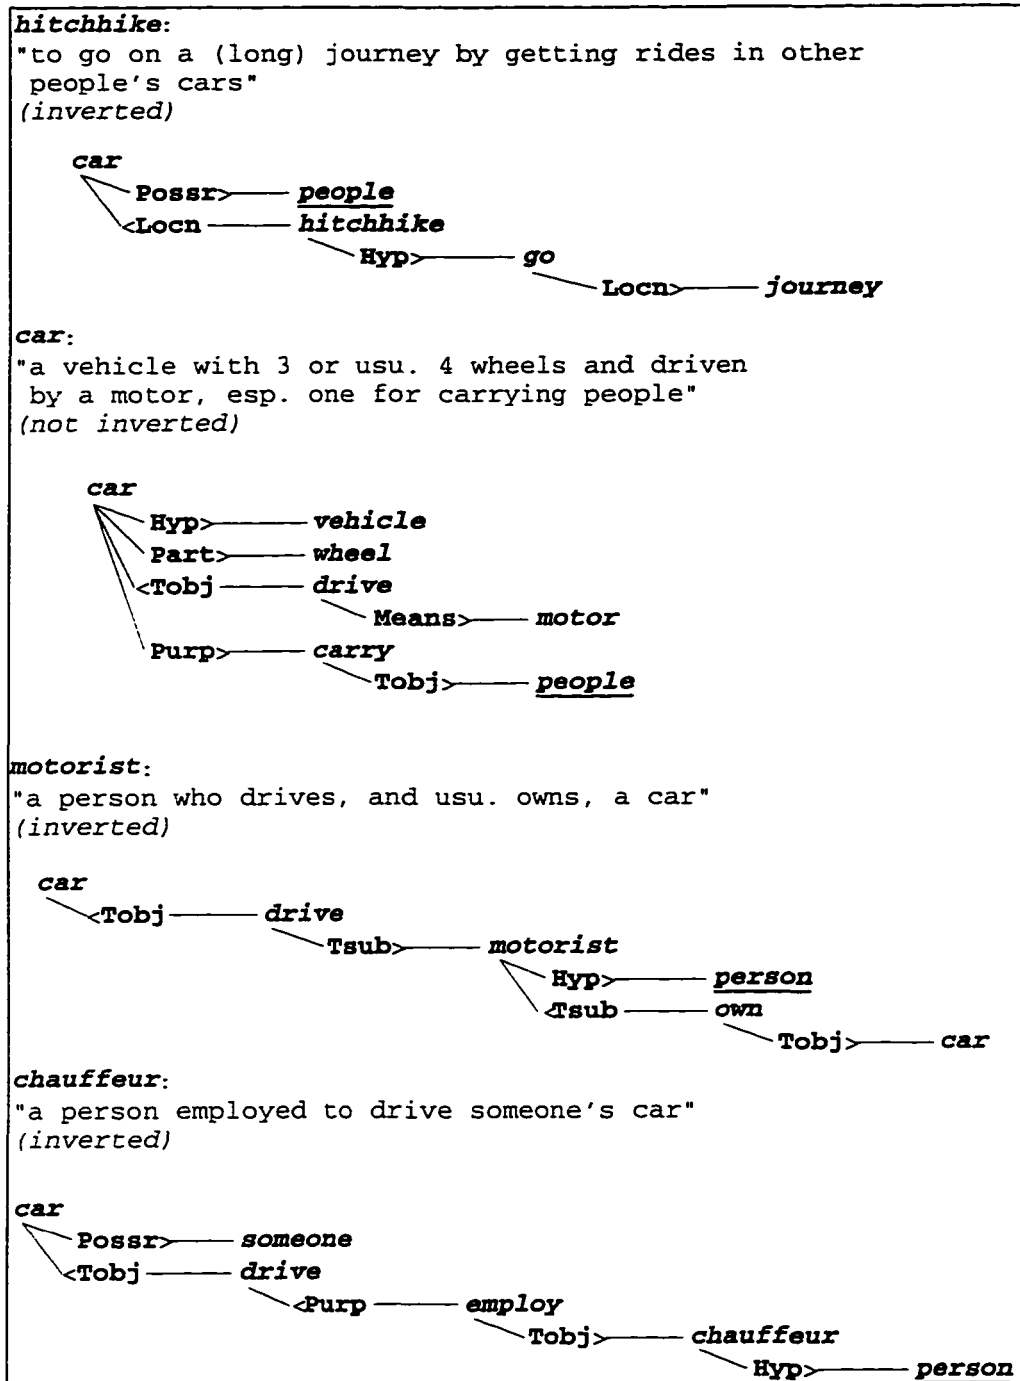 hitchhike:
"to go on a (long) journey by getting rides in other
people's cars"
(inverted)
car
Possr> people
<Locn hitchhike
Hyp> go
Locn> journey
car:
"a vehicle with 3 or usu. 4 wheels and driven
by a motor, esp. one for carrying people"
(not inverted)
car
Hyp> vehicle
Part> wheel
<Tobj drive
Means> motor
Purp> carry
Tobj> people
motorist:
"a person who drives, and usu. owns, a car"
(inverted)
car
<Tobj drive
Tsub> motorist
Hyp> person
<Tsub own
Tobj> car
chauffeur:
"a person employed to drive someone's car"
(inverted)
car
Possr> someone
<Tobj drive
<Purp employ
Tobj> chauffeur
Hyp> person